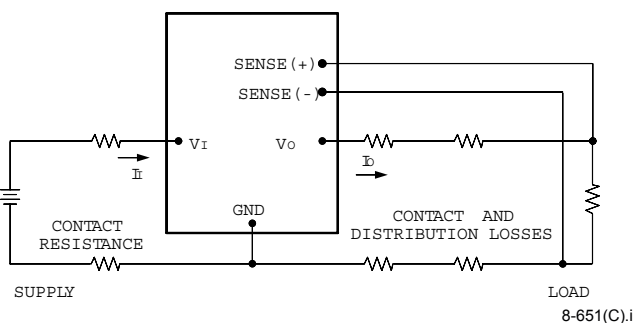 SENSE(+)
SENSE(-)
VI
VO
II
IO
GND
CONTACT
RESISTANCE
CONTACT AND
DISTRIBUTION LOSSES
SUPPLY
LOAD
8-651(C).i